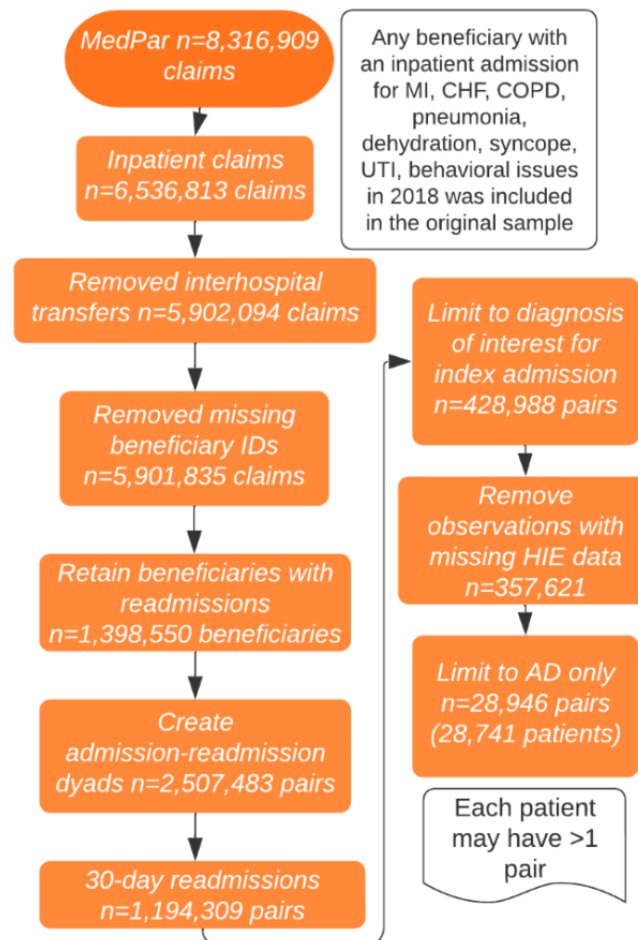 MedPar n=8,316,909
claims
Any beneficiary with
an inpatient admission
for MI, CHF, COPD,
pneumonia,
dehydration, syncope,
UTI, behavioral issues
in 2018 was included
in the original sample
Inpatient claims
n=6,536,813 claims
Removed interhospital
transfers n=5,902,094 claims
Removed missing
beneficiary IDs
n=5,901,835 claims
Retain beneficiaries with
readmissions
n=1,398,550 beneficiaries
Create
admission-readmission
dyads n=2,507,483 pairs
30-day readmissions
n=1,194,309 pairs
Limit to diagnosis
of interest for
index admission
n=428,988 pairs
Remove
observations with
missing HIE data
n=357,621
Limit to AD only
n=28,946 pairs
(28,741 patients)
Each patient
may have >1
pair